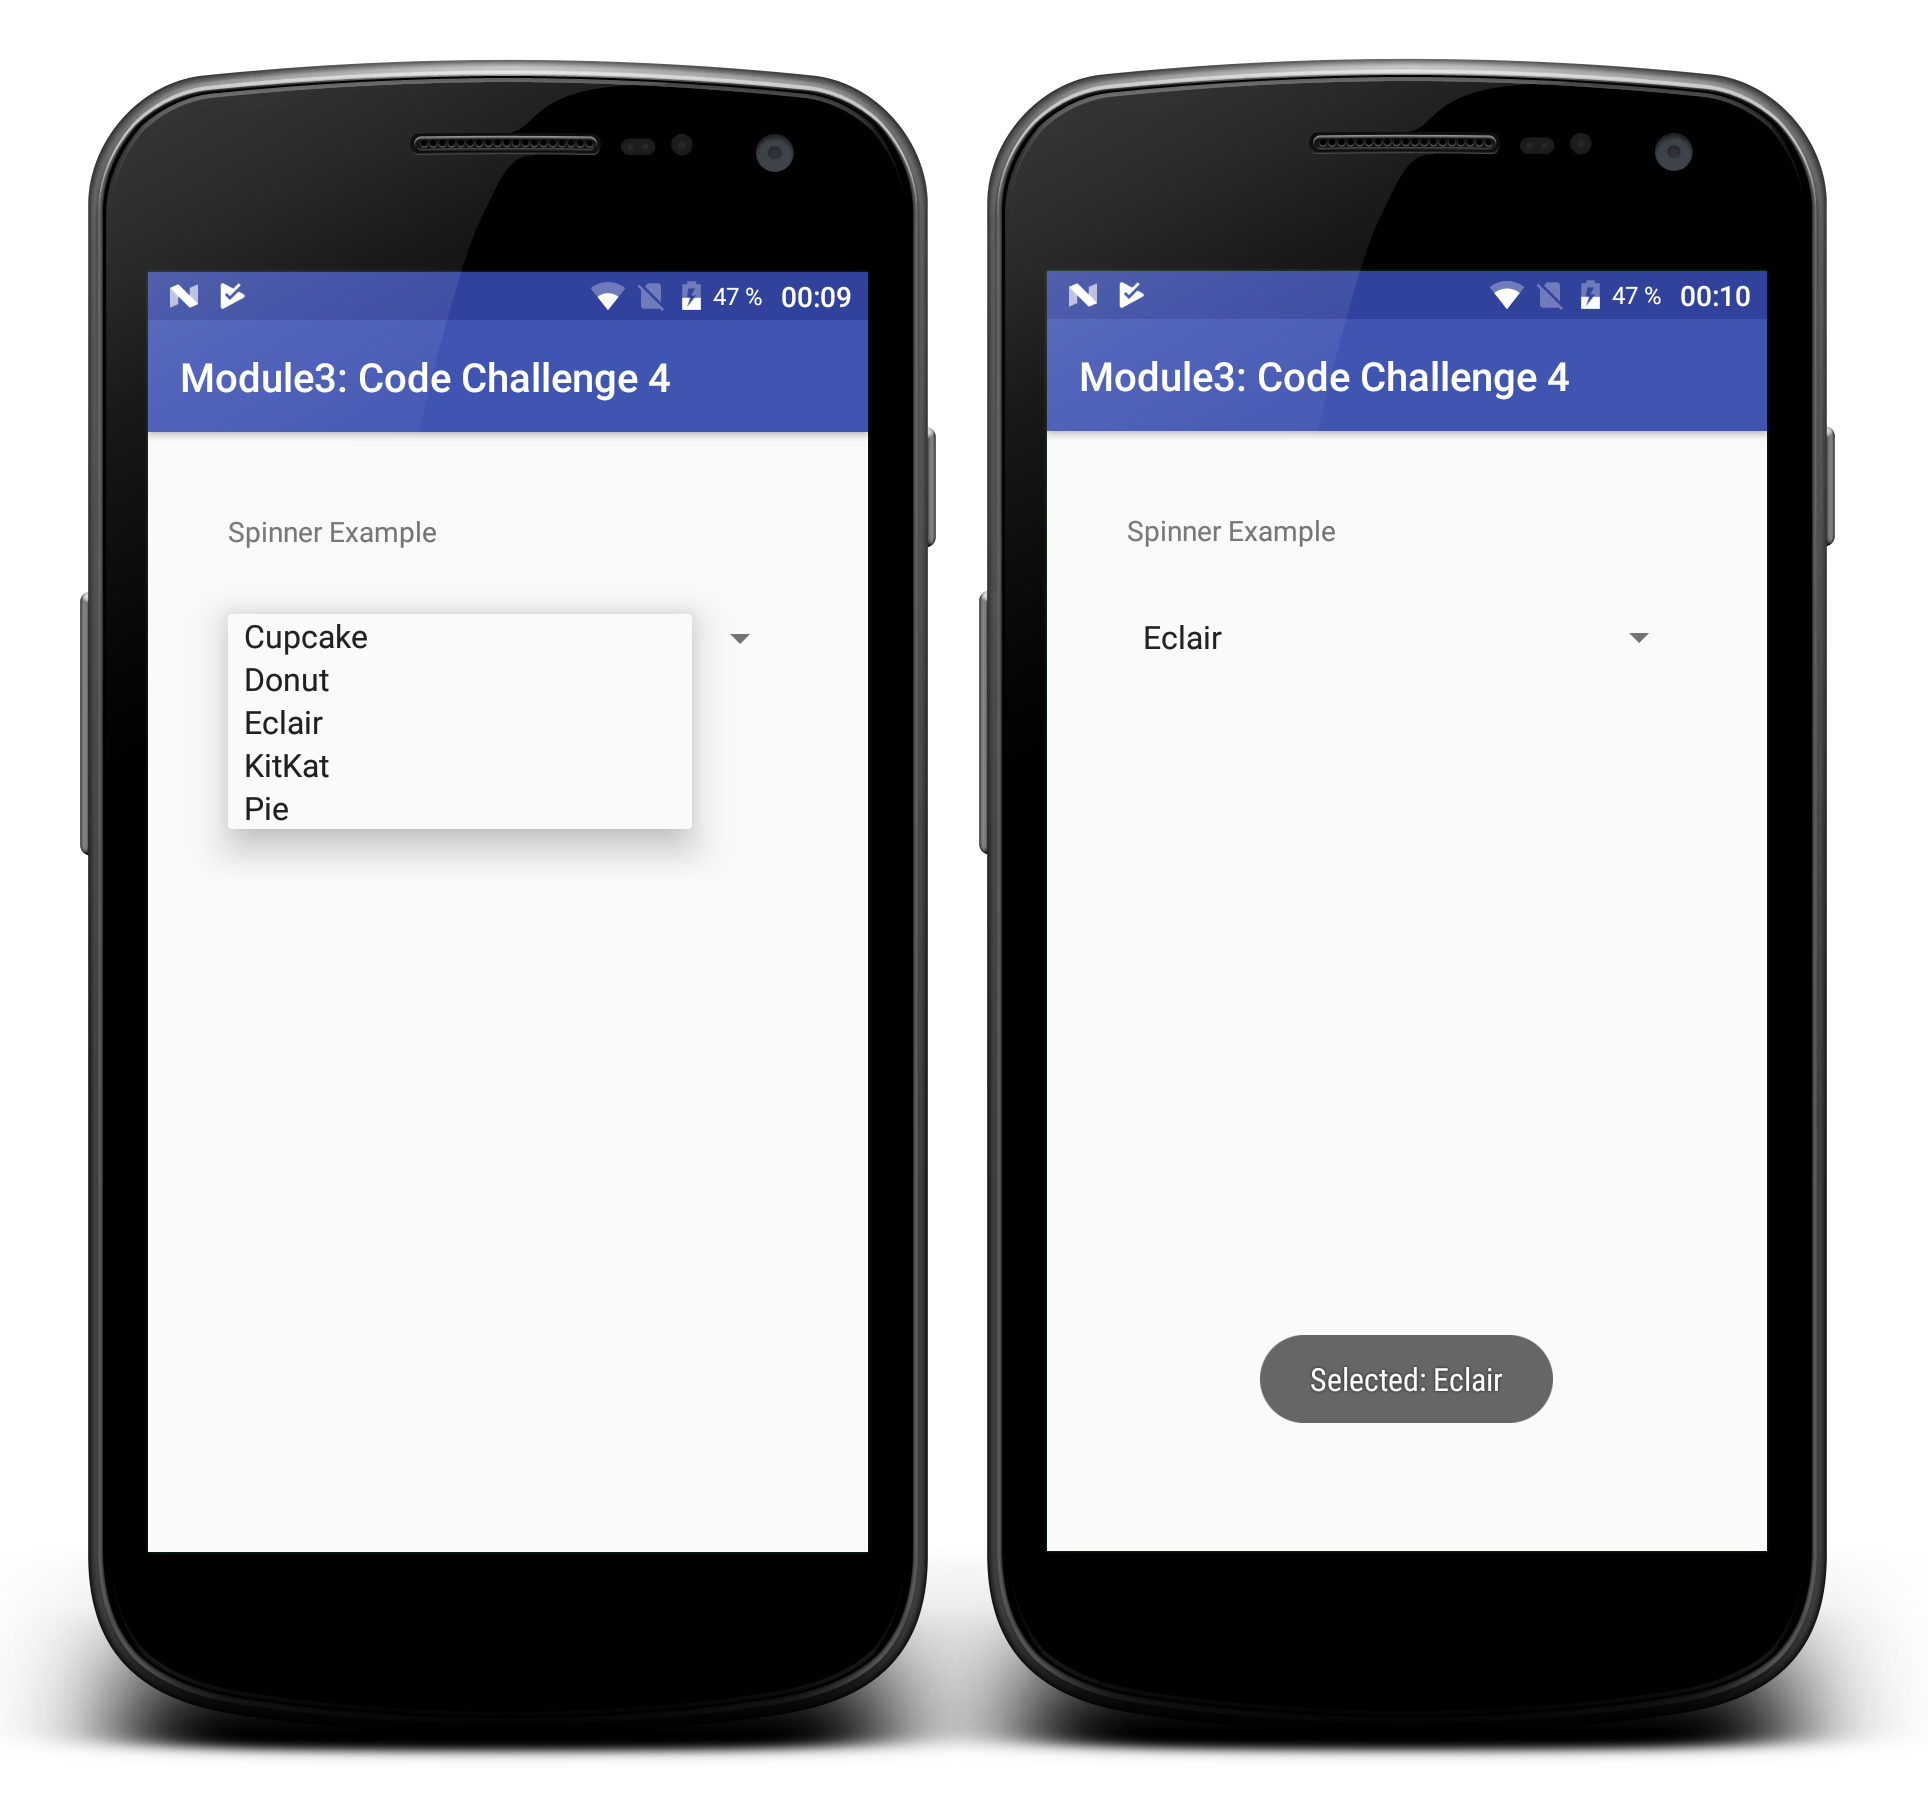 47 % 00:09
Module3: Code Challenge 4
Spinner Example
Cupcake
Donut
Eclair
KitKat
Pie
47 % 00:10
Module3: Code Challenge 4
Spinner Example
Eclair
Selected: Eclair